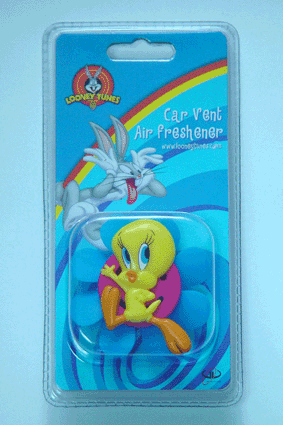 LOONEY TUNES
Car Vent
Air Freshener
www.looneytunes.com